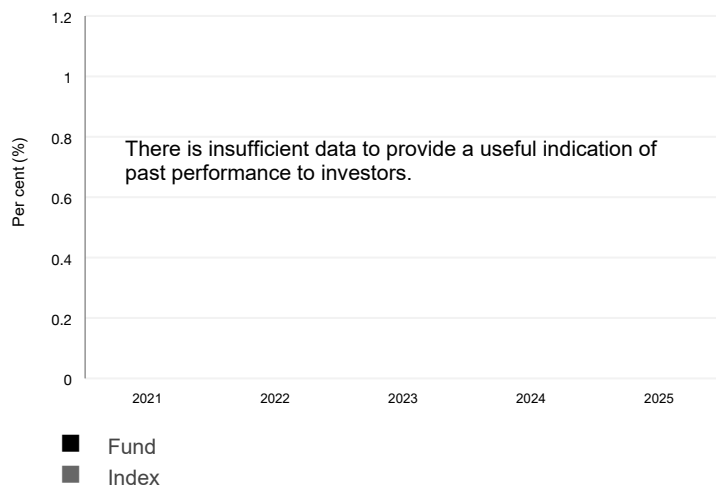 Per cent (%)
1.2
1
0.8
0.6
0.4
0.2
0
There is insufficient data to provide a useful indication of
past performance to investors.
2021
2022
2023
2024
2025
Fund
Index